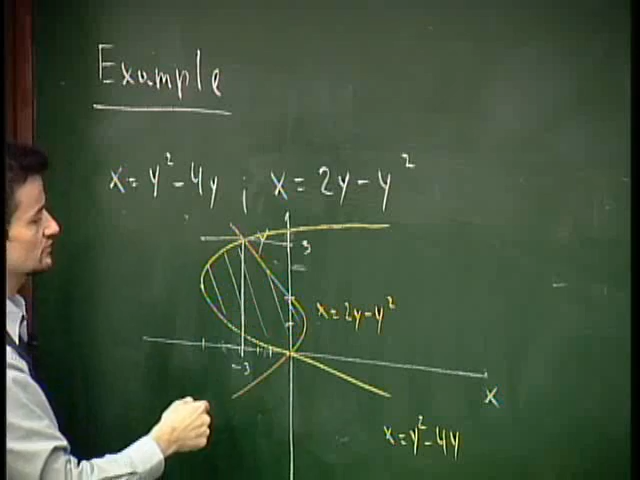 Example
x = y² - 4y ; x = 2y - y²
y
3
x = 2y - y²
-3
x
x = y² - 4y